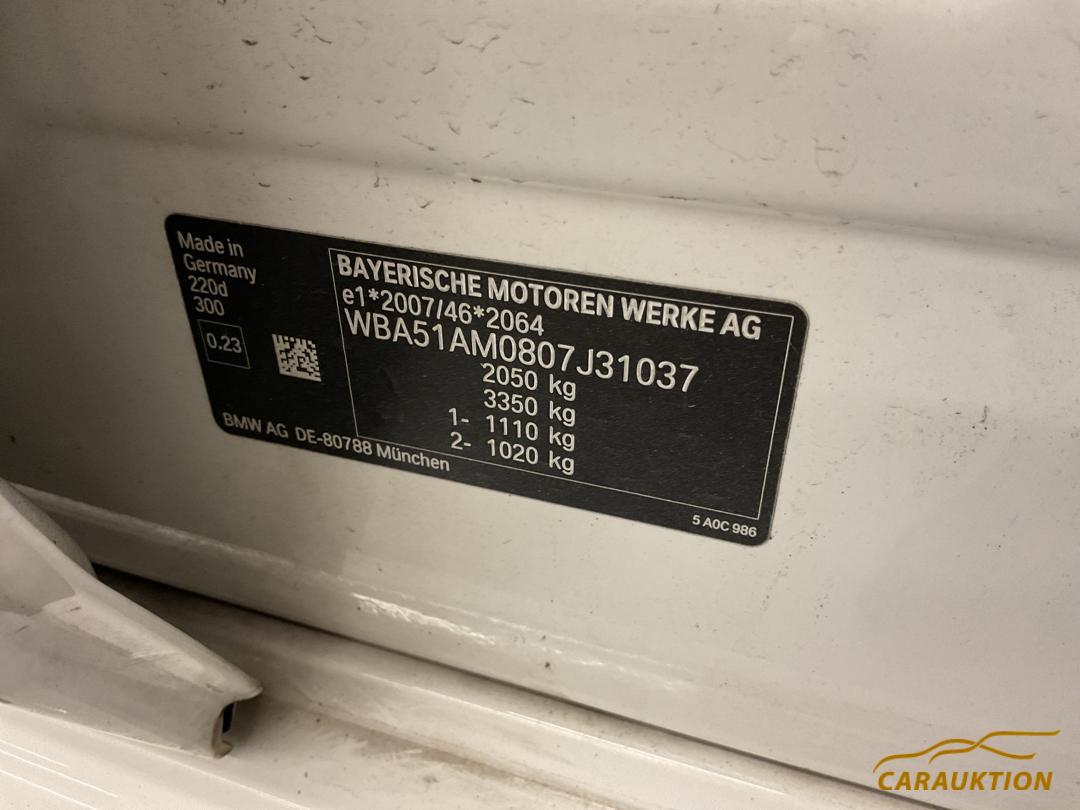 Made in
Germany
220d
300
0.23
BAYERISCHE MOTOREN WERKE AG
e1*2007/46*2064
WBA51AM0807J31037
2050 kg
3350 kg
1- 1110 kg
2- 1020 kg
BMW AG DE-80788 München
5 A0C 986
CARAUKTION